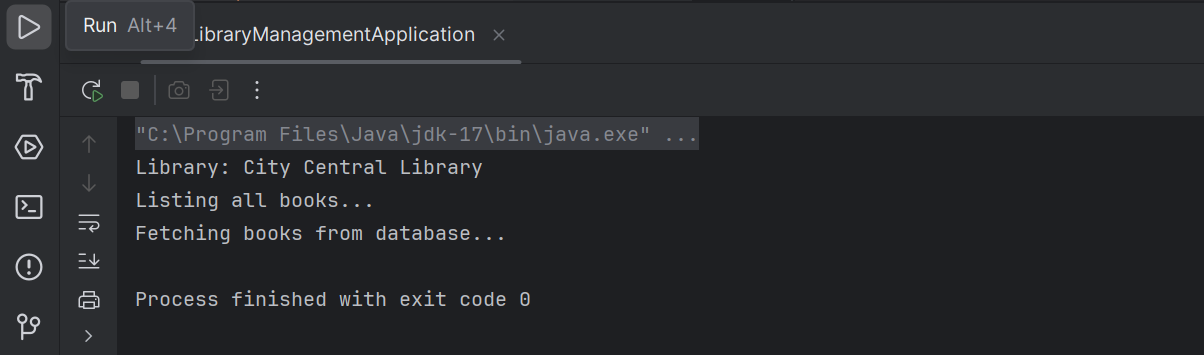 Run Alt+4
LibraryManagementApplication
"C:\Program Files\Java\jdk-17\bin\java.exe" ...
Library: City Central Library
Listing all books...
Fetching books from database...
Process finished with exit code 0